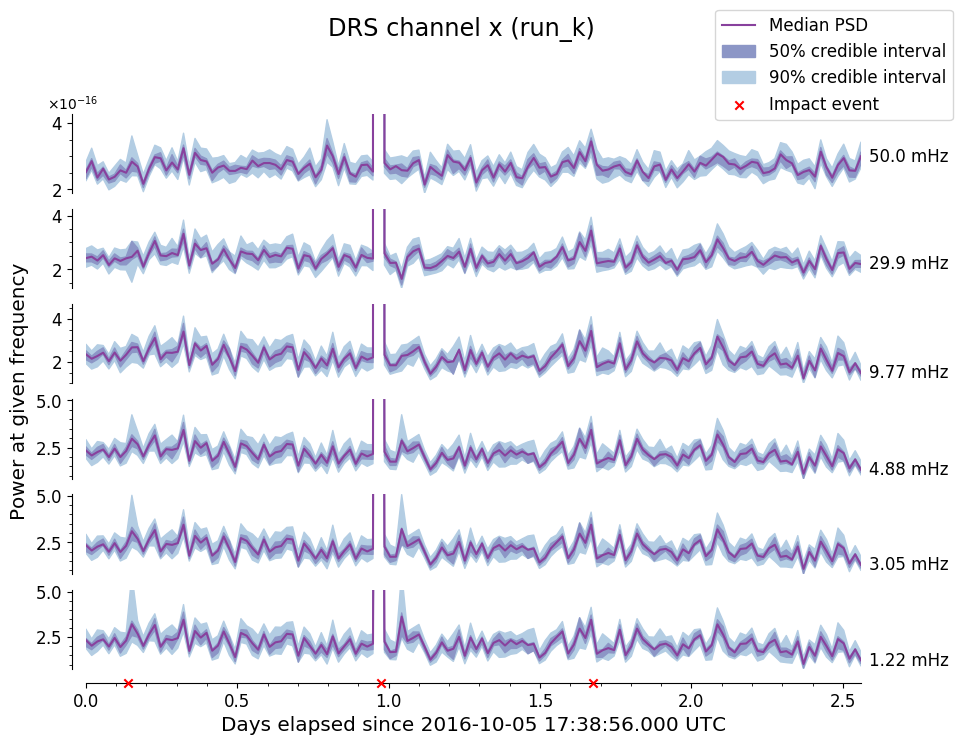 DRS channel x (run_k)
Median PSD
50% credible interval
90% credible interval
Impact event
×10⁻¹⁶
4
2
50.0 mHz
4
2
29.9 mHz
4
2
9.77 mHz
5.0
2.5
4.88 mHz
5.0
2.5
3.05 mHz
5.0
2.5
1.22 mHz
Power at given frequency
0.0 0.5 1.0 1.5 2.0 2.5
Days elapsed since 2016-10-05 17:38:56.000 UTC